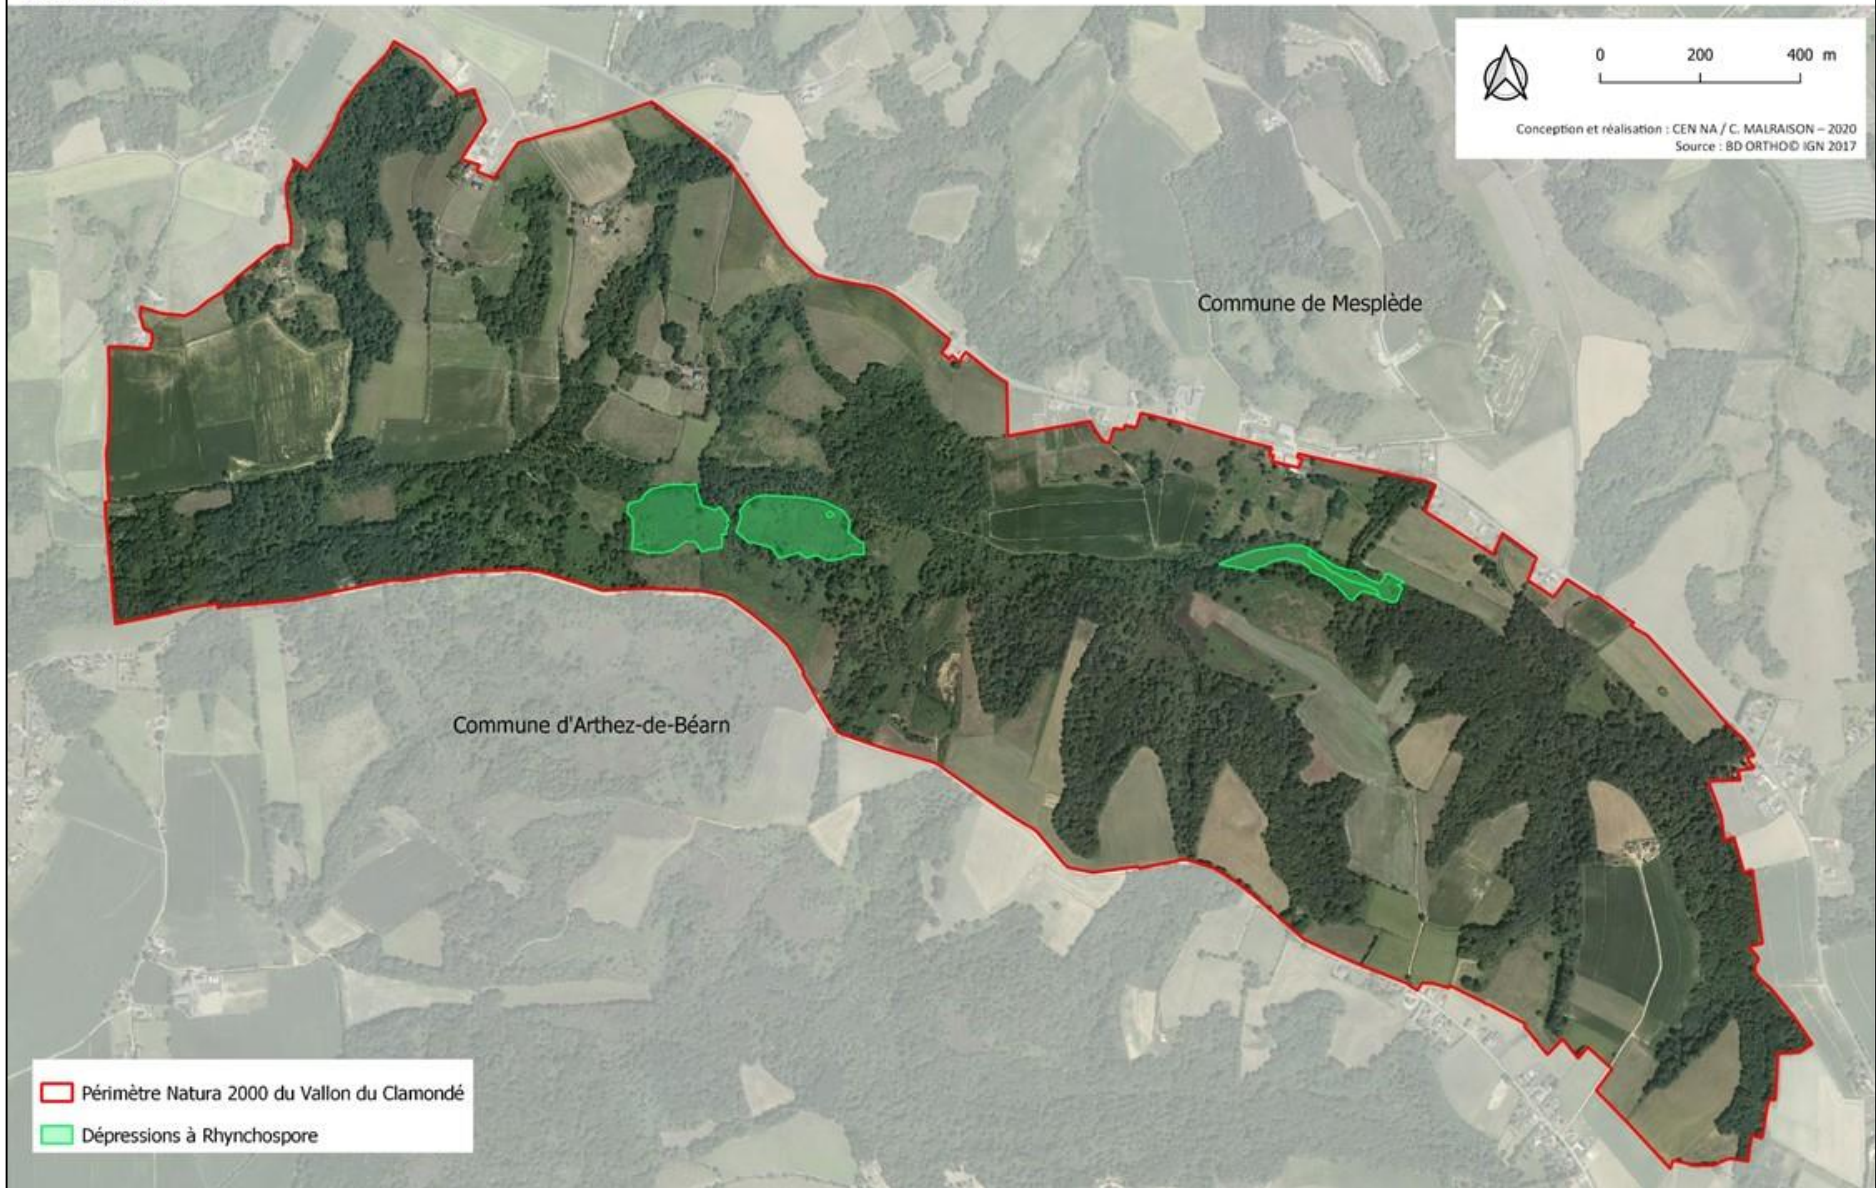 0 200 400 m
Conception et réalisation : CEN NA / C. MALRAISON – 2020
Source : BD ORTHO© IGN 2017
Commune de Mesplède
Commune d'Arthez-de-Béarn
Périmètre Natura 2000 du Vallon du Clamondé
Dépressions à Rhynchospore